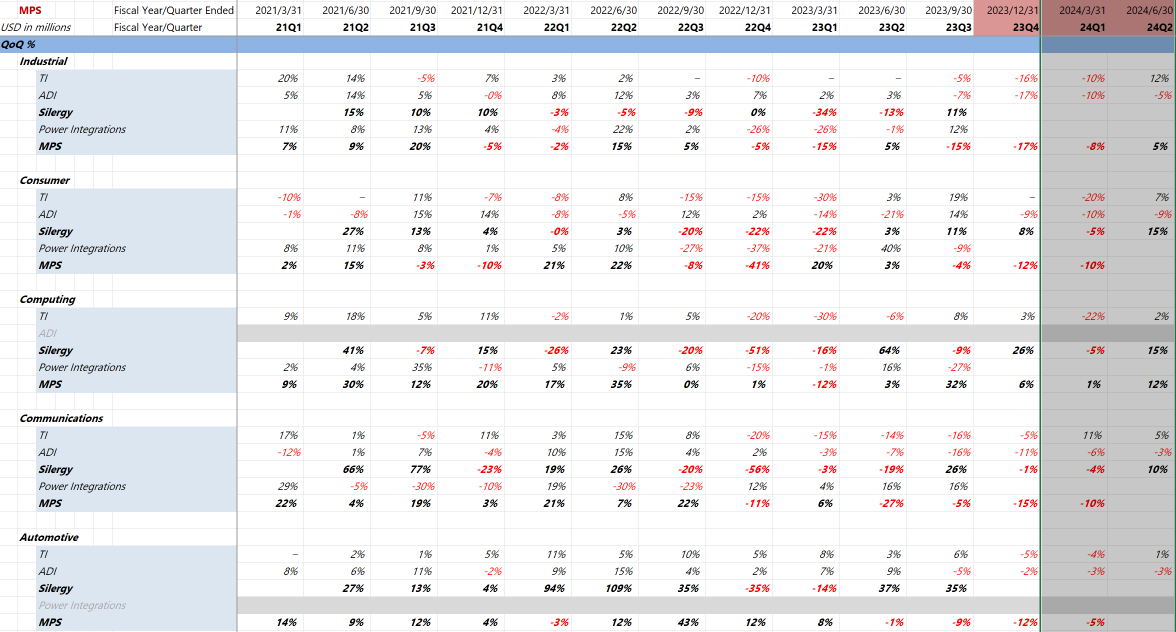 MPS Fiscal Year/Quarter Ended 2021/3/31 2021/6/30 2021/9/30 2021/12/31 2022/3/31 2022/6/30 2022/9/30 2022/12/31 2023/3/31 2023/6/30 2023/9/30 2023/12/31 2024/3/31 2024/6/30
USD in millions Fiscal Year/Quarter 21Q1 21Q2 21Q3 21Q4 22Q1 22Q2 22Q3 22Q4 23Q1 23Q2 23Q3 23Q4 24Q1 24Q2
QoQ %
Industrial
TI 20% 14% -5% 7% 3% 2% – -10% – – -5% -16% -10% 12%
ADI 5% 14% 5% -0% 8% 12% 3% 7% 2% 3% -7% -17% -10% -5%
Silergy 15% 10% 10% -3% -5% -9% 0% -34% -13% 11%
Power Integrations 11% 8% 13% 4% -4% 22% 2% -26% -26% -1% 12%
MPS 7% 9% 20% -5% -2% 15% 5% -5% -15% 5% -15% -17% -8% 5%
Consumer
TI -10% – 11% -7% -8% 8% -15% -15% -30% 3% 19% – -20% 7%
ADI -1% -8% 15% 14% -8% -5% 12% 2% -14% -21% 14% -9% -10% -9%
Silergy 27% 13% 4% -0% 3% -20% -22% -22% 3% 11% 8% -5% 15%
Power Integrations 8% 11% 8% 1% 5% 10% -27% -37% -21% 40% -9%
MPS 2% 15% -3% -10% 21% 22% -8% -41% 20% 3% -4% -12% -10%
Computing
TI 9% 18% 5% 11% -2% 1% 5% -20% -30% -6% 8% 3% -22% 2%
ADI
Silergy 41% -7% 15% -26% 23% -20% -51% -16% 64% -9% 26% -5% 15%
Power Integrations 2% 4% 35% -11% 5% -9% 6% -15% -1% 16% -27%
MPS 9% 30% 12% 20% 17% 35% 0% 1% -12% 3% 32% 6% 1% 12%
Communications
TI 17% 1% -5% 11% 3% 15% 8% -20% -15% -14% -16% -5% 11% 5%
ADI -12% 1% 7% -4% 10% 15% 4% 2% -3% -7% -16% -11% -6% -3%
Silergy 66% 77% -23% 19% 26% -20% -56% -3% -19% 26% -1% -4% 10%
Power Integrations 29% -5% -30% -10% 19% -30% -23% 12% 4% 16% 16%
MPS 22% 4% 19% 3% 21% 7% 22% -11% 6% -27% -5% -15% -10%
Automotive
TI – 2% 1% 5% 11% 5% 10% 5% 8% 3% 6% -5% -4% 1%
ADI 8% 6% 11% -2% 9% 15% 4% 2% 7% 9% -5% -2% -3% -3%
Silergy 27% 13% 4% 94% 109% 35% -35% -14% 37% 35%
Power Integrations
MPS 14% 9% 12% 4% -3% 12% 43% 12% 8% -1% -9% -12% -5%